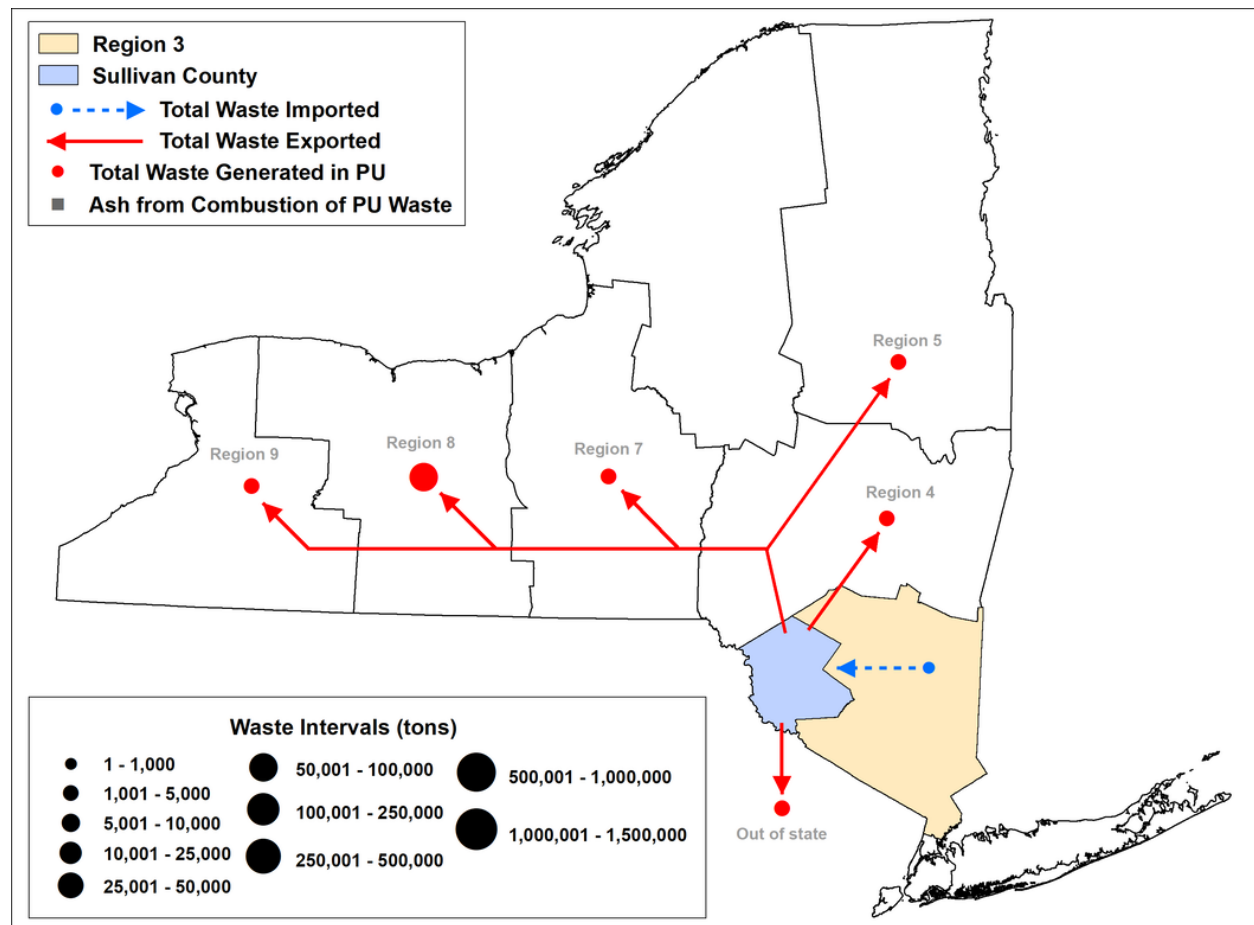 Region 3
Sullivan County
Total Waste Imported
Total Waste Exported
Total Waste Generated in PU
Ash from Combustion of PU Waste
Region 5
Region 9
Region 8
Region 7
Region 4
Out of state
Waste Intervals (tons)
1 - 1,000
1,001 - 5,000
5,001 - 10,000
10,001 - 25,000
25,001 - 50,000
50,001 - 100,000
100,001 - 250,000
250,001 - 500,000
500,001 - 1,000,000
1,000,001 - 1,500,000